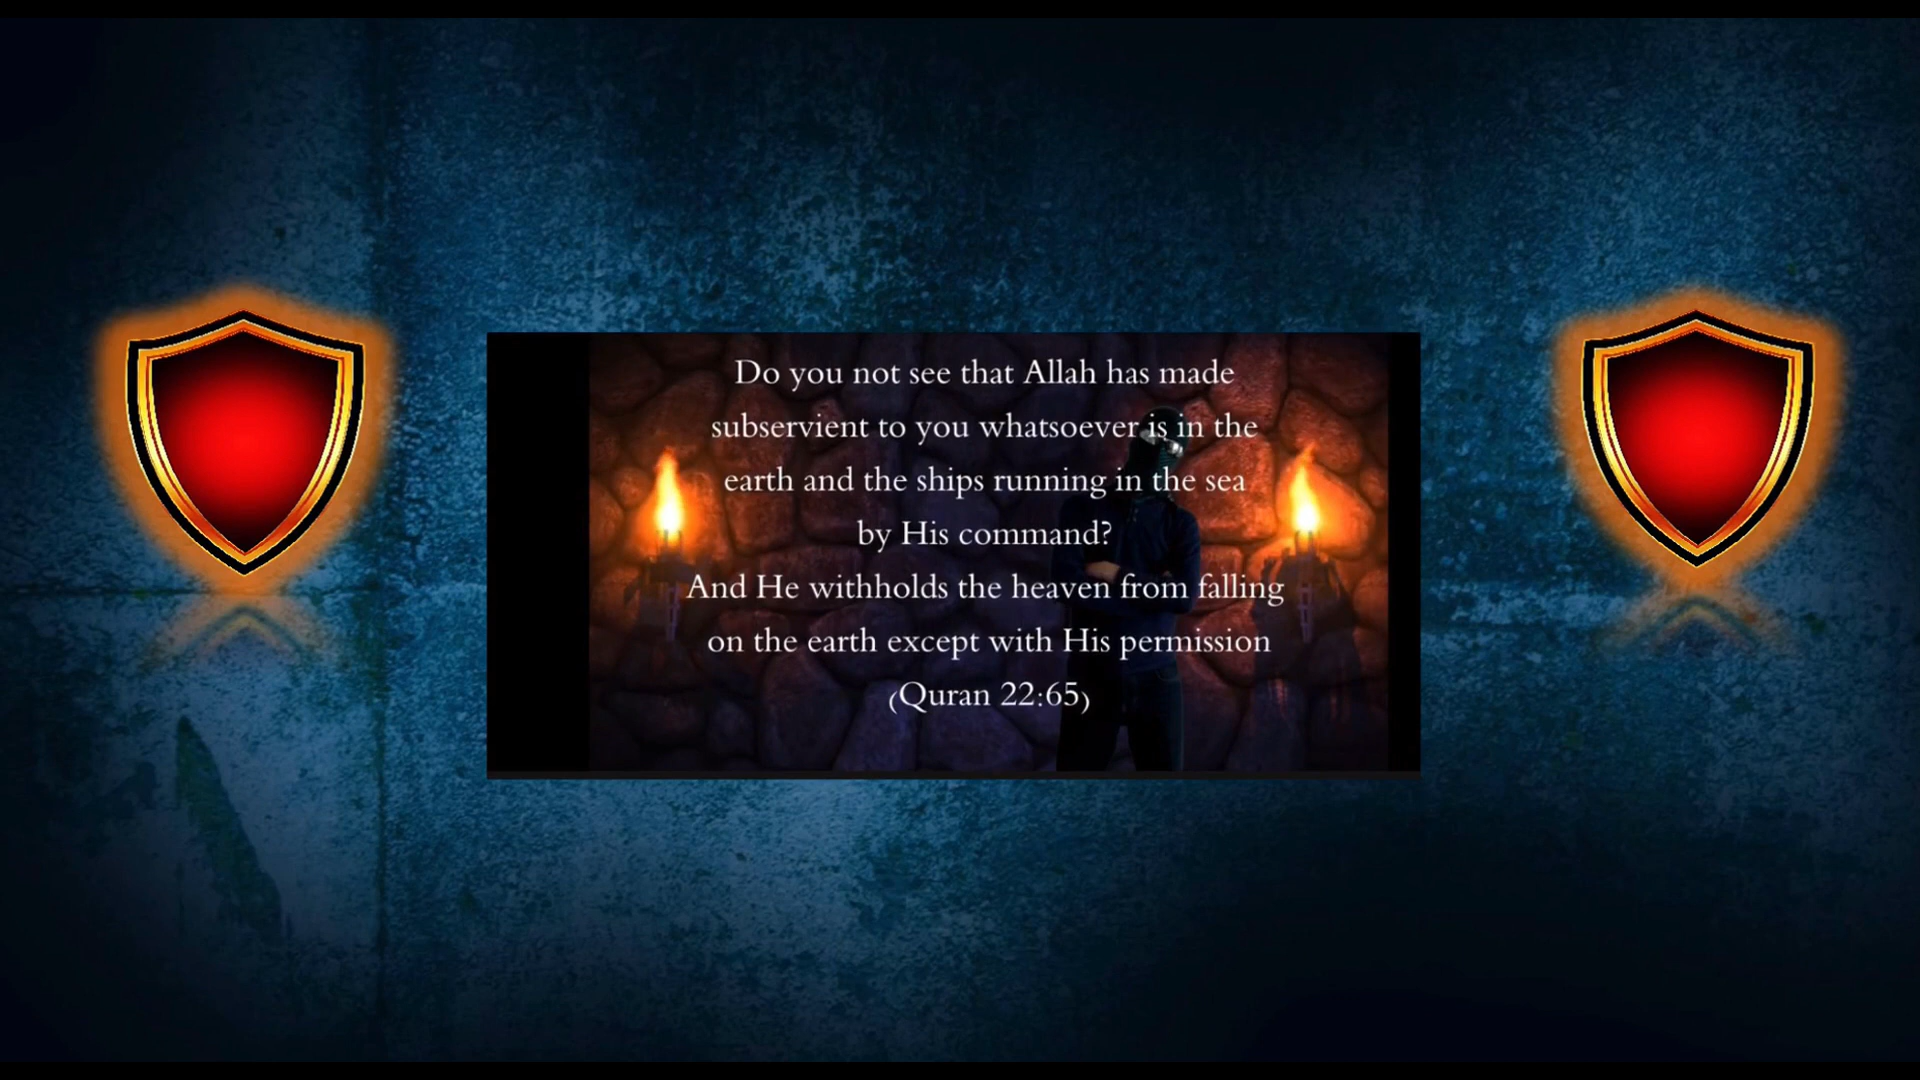 Do you not see that Allah has made
subservient to you whatsoever is in the
earth and the ships running in the sea
by His command?
And He withholds the heaven from falling
on the earth except with His permission
(Quran 22:65)